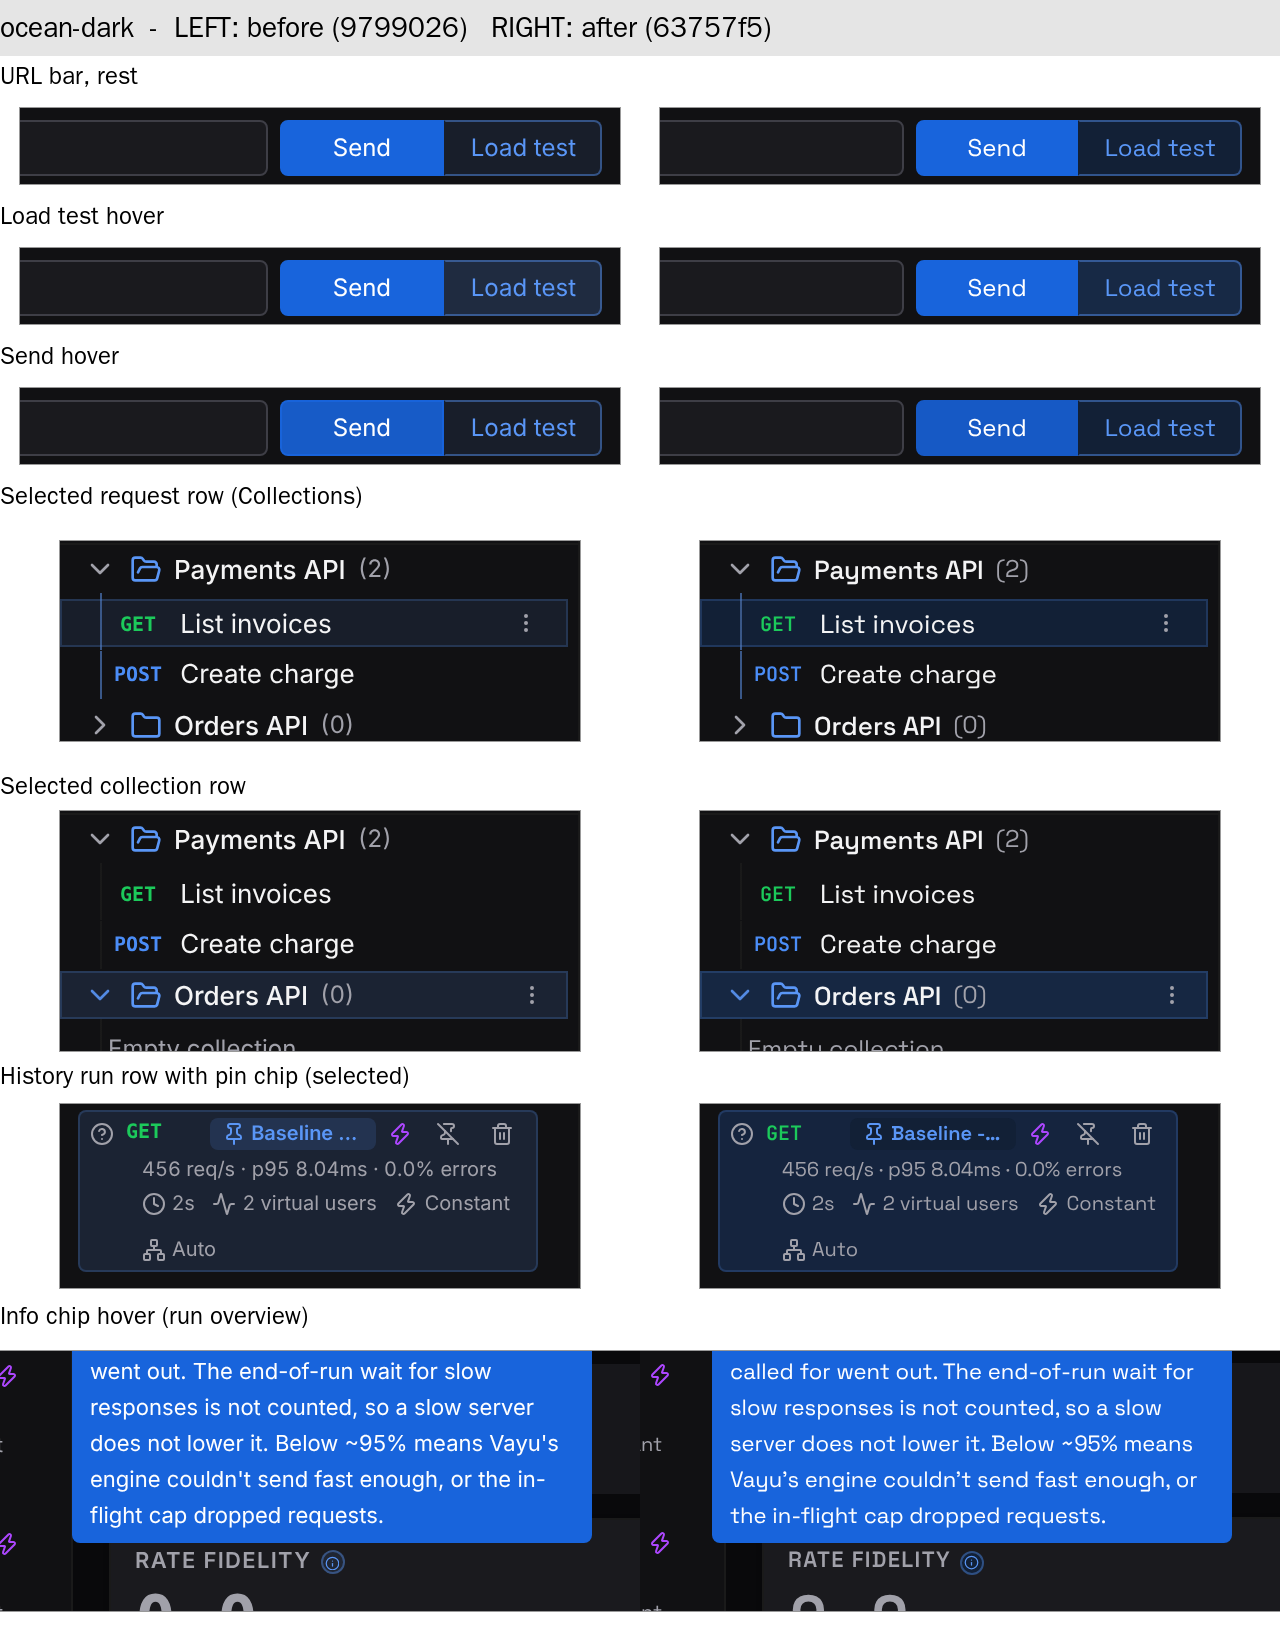 ocean-dark - LEFT: before (9799026) RIGHT: after (63757f5)
URL bar, rest
Send Load test
Send Load test
Load test hover
Send Load test
Send Load test
Send hover
Send Load test
Send Load test
Selected request row (Collections)
Payments API (2)
GET List invoices
POST Create charge
Orders API (0)
Payments API (2)
GET List invoices
POST Create charge
Orders API (0)
Selected collection row
Payments API (2)
GET List invoices
POST Create charge
Orders API (0)
Empty collection
Payments API (2)
GET List invoices
POST Create charge
Orders API (0)
Empty collection
History run row with pin chip (selected)
GET Baseline ...
456 req/s · p95 8.04ms · 0.0% errors
2s 2 virtual users Constant
Auto
GET Baseline -...
456 req/s · p95 8.04ms · 0.0% errors
2s 2 virtual users Constant
Auto
Info chip hover (run overview)
went out. The end-of-run wait for slow
responses is not counted, so a slow server
does not lower it. Below ~95% means Vayu's
engine couldn't send fast enough, or the in-
flight cap dropped requests.
RATE FIDELITY
called for went out. The end-of-run wait for
slow responses is not counted, so a slow
server does not lower it. Below ~95% means
Vayu's engine couldn't send fast enough, or
the in-flight cap dropped requests.
RATE FIDELITY